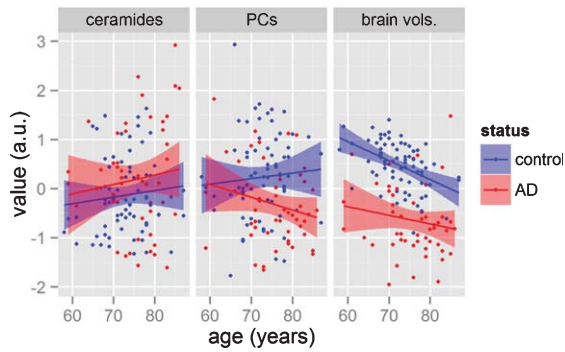 ceramides PCs brain vols.
3
2
1
0
-1
-2
value (a.u.)
60 70 80 60 70 80 60 70 80
age (years)
status
control
AD